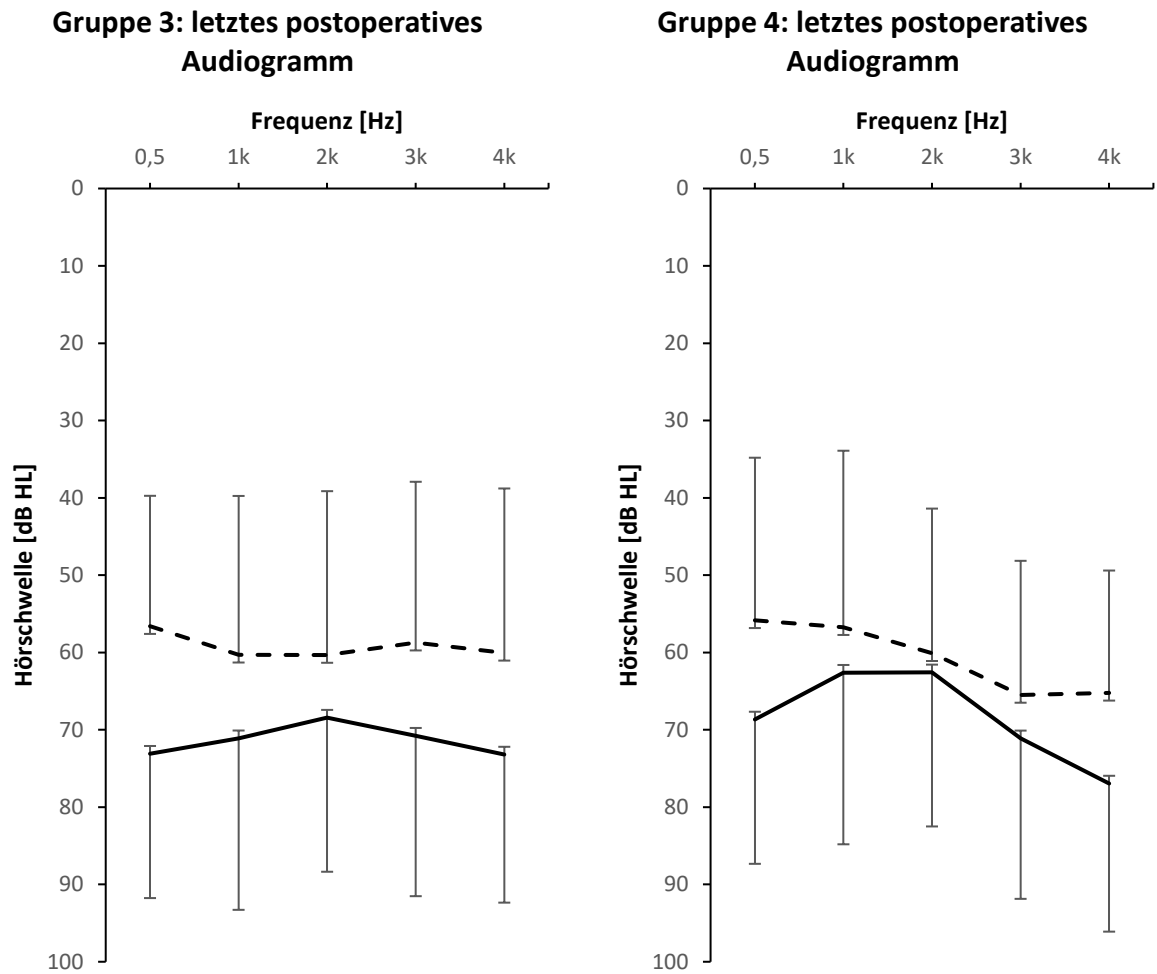 Gruppe 3: letztes postoperatives
Audiogramm
Frequenz [Hz]
0,5 1k 2k 3k 4k
0
10
20
30
40
50
60
70
80
90
100
Hörschwelle [dB HL]
Gruppe 4: letztes postoperatives
Audiogramm
Frequenz [Hz]
0,5 1k 2k 3k 4k
0
10
20
30
40
50
60
70
80
90
100
Hörschwelle [dB HL]